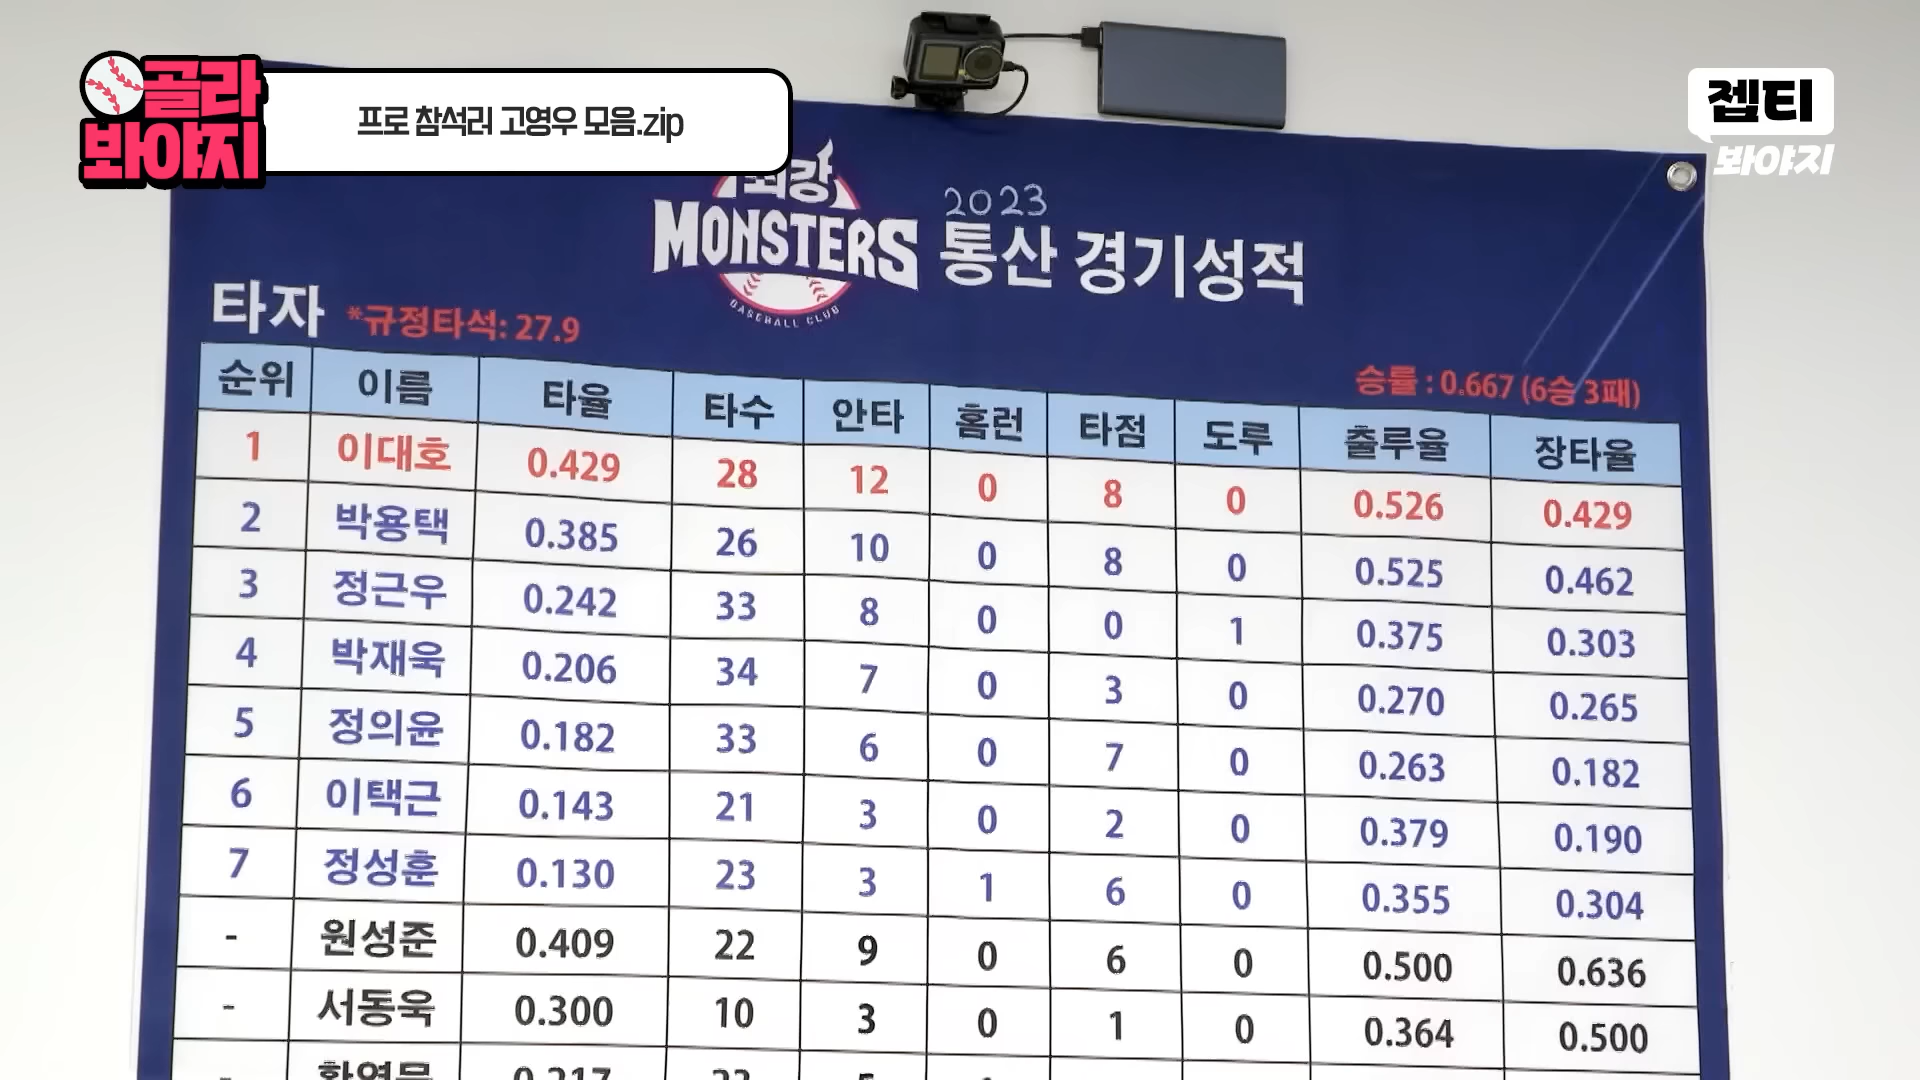 골라
봐야지
프로 참석러 고영우 모음.zip
젭티
봐야지
최강
MONSTERS
BASEBALL CLUB
2023
통산 경기성적
타자 *규정타석: 27.9
승률 : 0.667 (6승 3패)
순위 이름 타율 타수 안타 홈런 타점 도루 출루율 장타율
1 이대호 0.429 28 12 0 8 0 0.526 0.429
2 박용택 0.385 26 10 0 8 0 0.525 0.462
3 정근우 0.242 33 8 0 0 1 0.375 0.303
4 박재욱 0.206 34 7 0 3 0 0.270 0.265
5 정의윤 0.182 33 6 0 7 0 0.263 0.182
6 이택근 0.143 21 3 0 2 0 0.379 0.190
7 정성훈 0.130 23 3 1 6 0 0.355 0.304
- 원성준 0.409 22 9 0 6 0 0.500 0.636
- 서동욱 0.300 10 3 0 1 0 0.364 0.500
- 0.217